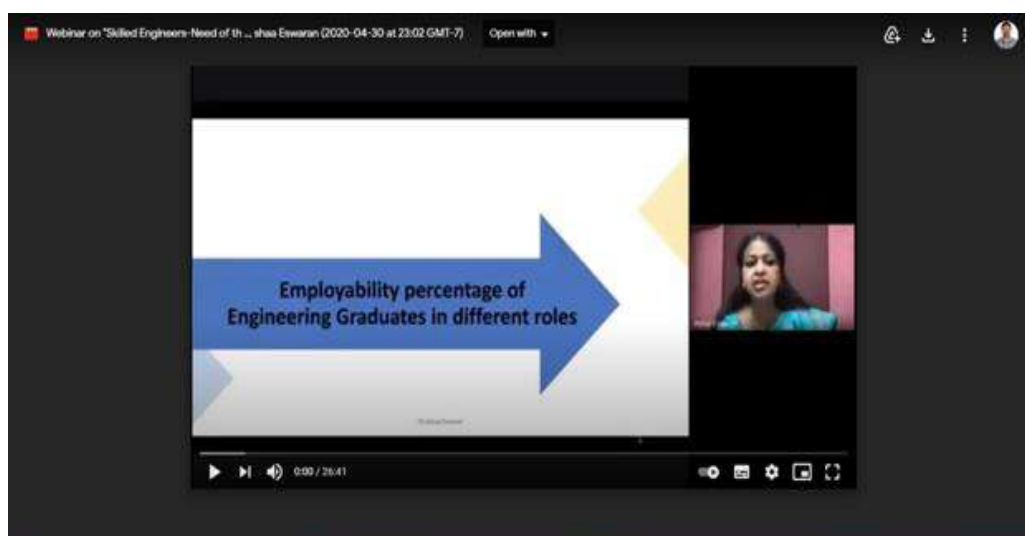 Webinar on "Skilled Engineers-Need of th ... shaa Eswaran (2020-04-30 at 23:02 GMT-7)
Open with
Employability percentage of
Engineering Graduates in different roles
0:00 / 26:41